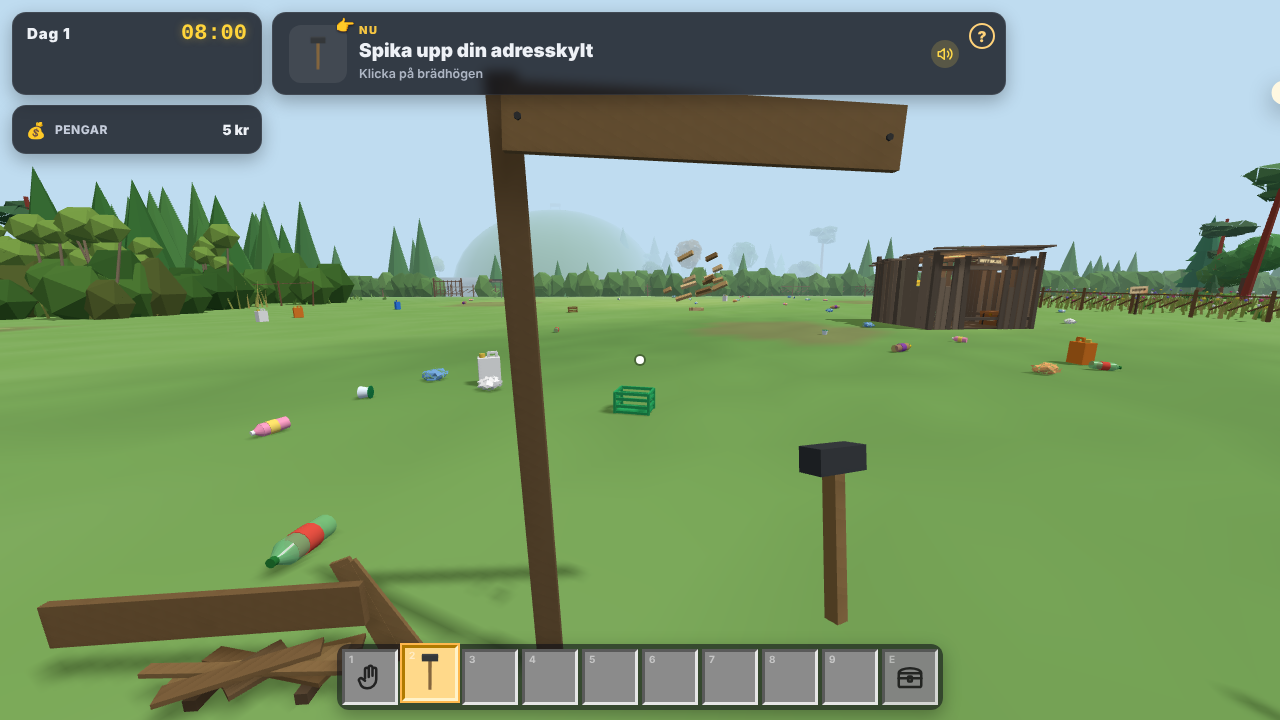 Dag 1
08:00
NU
Spika upp din adresskylt
Klicka på brädhögen
?
PENGAR
5 kr
1
2
3
4
5
6
7
8
9
E